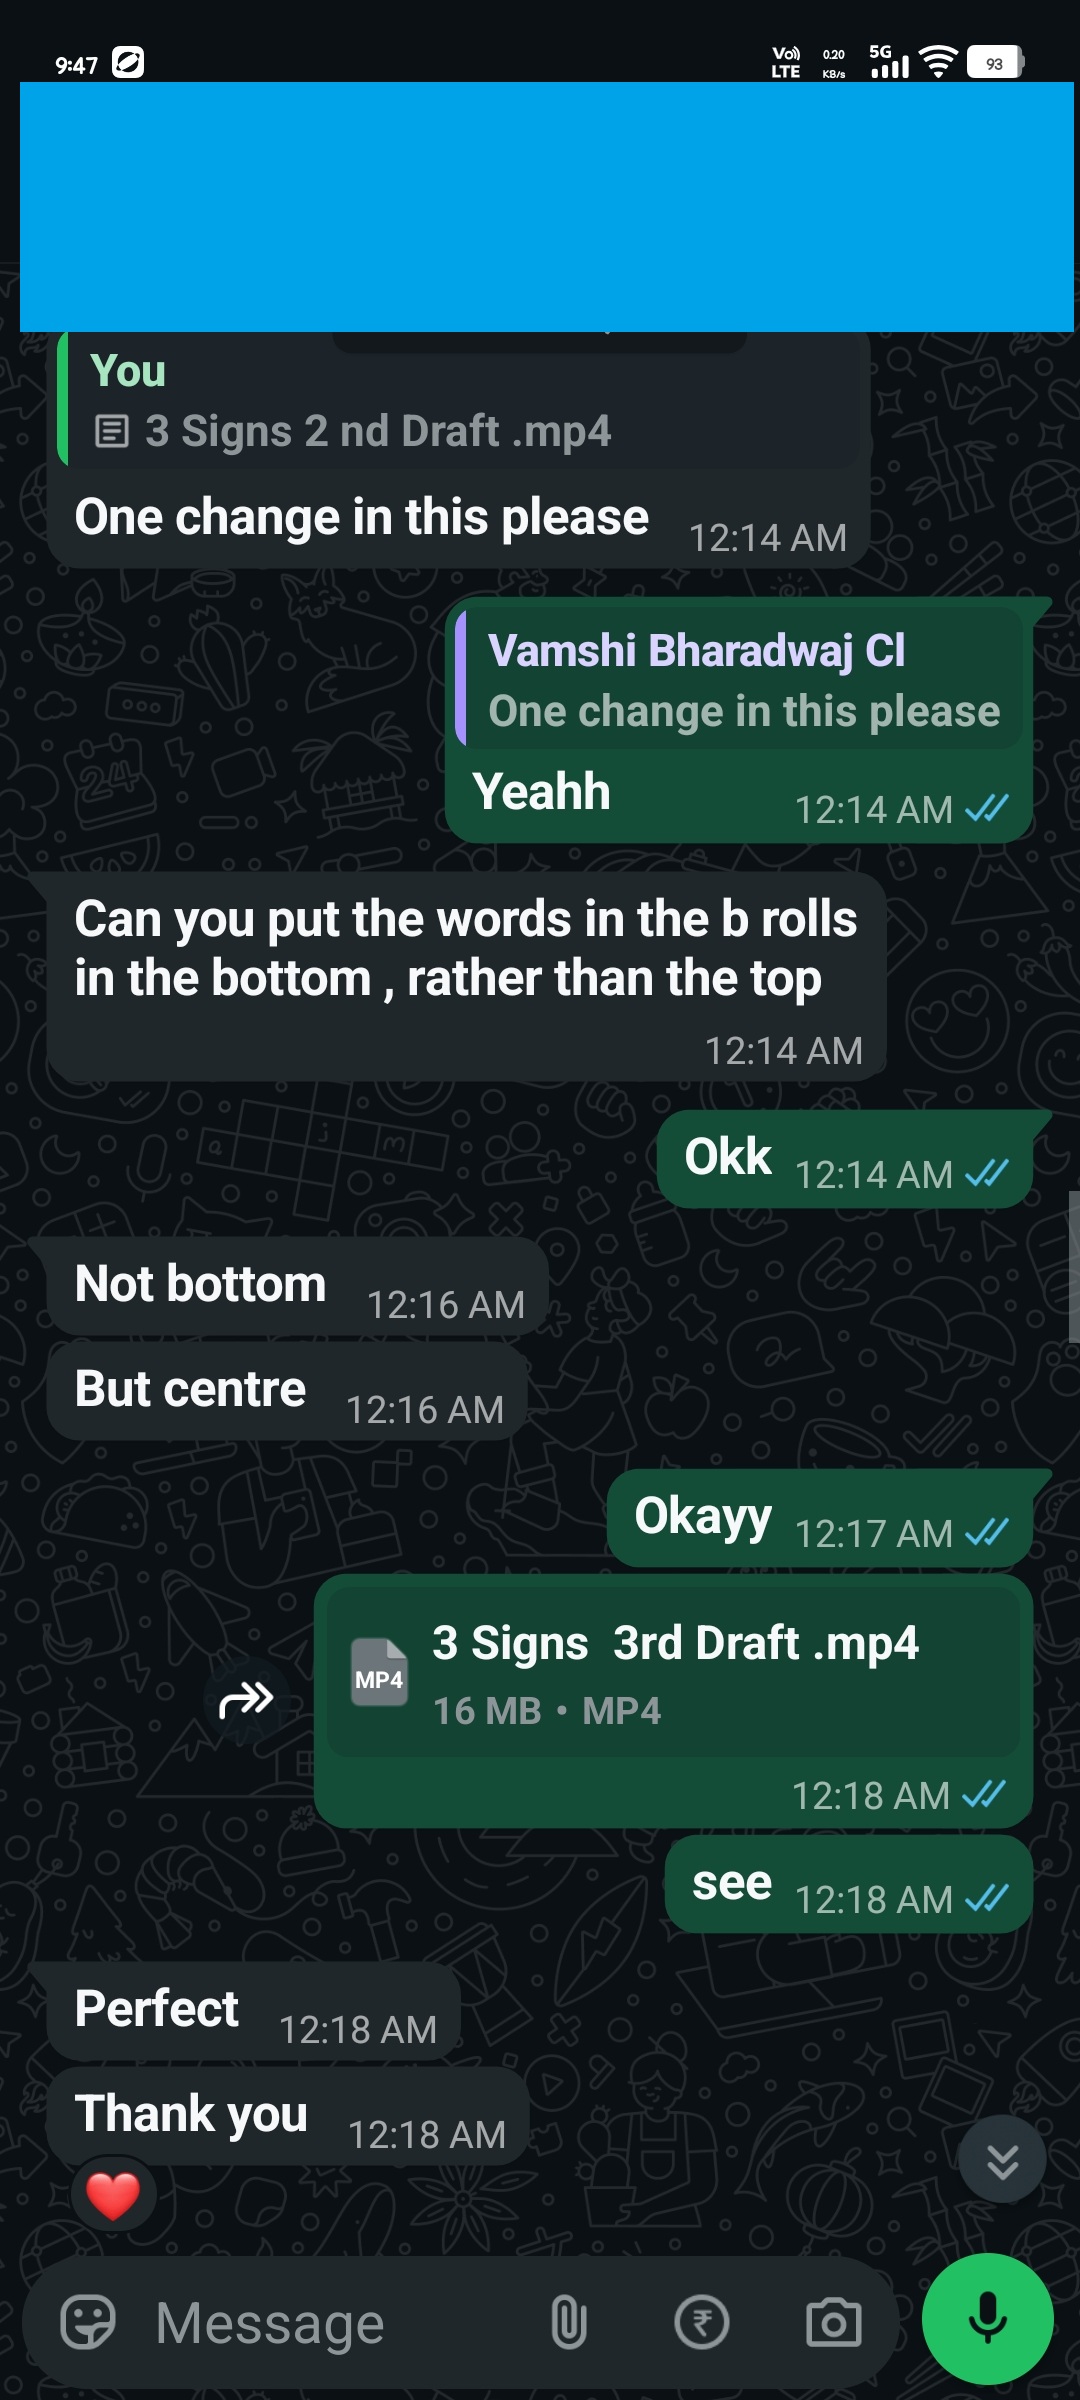 9:47
Vo)) LTE 0.20 KB/s 5G 93
You
3 Signs 2 nd Draft .mp4
One change in this please
12:14 AM
Vamshi Bharadwaj Cl
One change in this please
Yeahh
12:14 AM
Can you put the words in the b rolls
in the bottom , rather than the top
12:14 AM
Okk
12:14 AM
Not bottom
12:16 AM
But centre
12:16 AM
Okayy
12:17 AM
MP4
3 Signs  3rd Draft .mp4
16 MB • MP4
12:18 AM
see
12:18 AM
Perfect
12:18 AM
Thank you
12:18 AM
Message